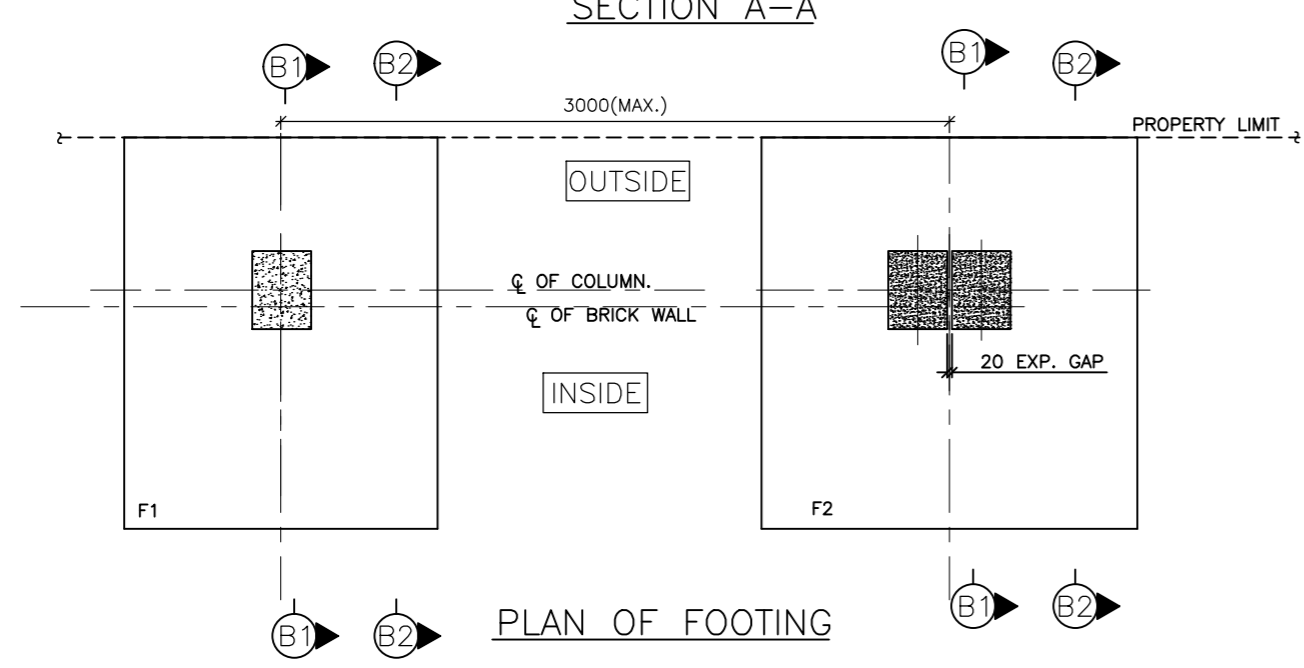 SECTION A-A
B1
B2
B1
B2
3000(MAX.)
PROPERTY LIMIT
OUTSIDE
℄ OF COLUMN.
℄ OF BRICK WALL
20 EXP. GAP
INSIDE
F1
F2
B1
B2
PLAN OF FOOTING
B1
B2